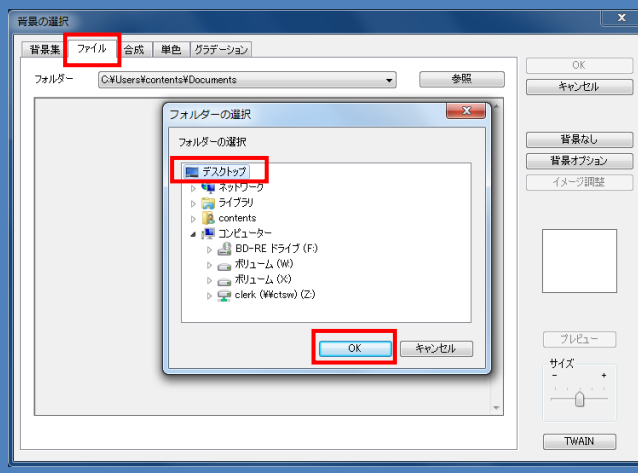 背景の選択
背景集 ファイル 合成 単色 グラデーション
フォルダー C:¥Users¥contents¥Documents 参照
OK
キャンセル
背景なし
背景オプション
イメージ調整
プレビュー
サイズ
- +
TWAIN
フォルダーの選択
フォルダーの選択
デスクトップ
ネットワーク
ライブラリ
contents
コンピューター
BD-RE ドライブ (F:)
ボリューム (W:)
ボリューム (X:)
clerk (¥¥ctsw) (Z:)
OK キャンセル